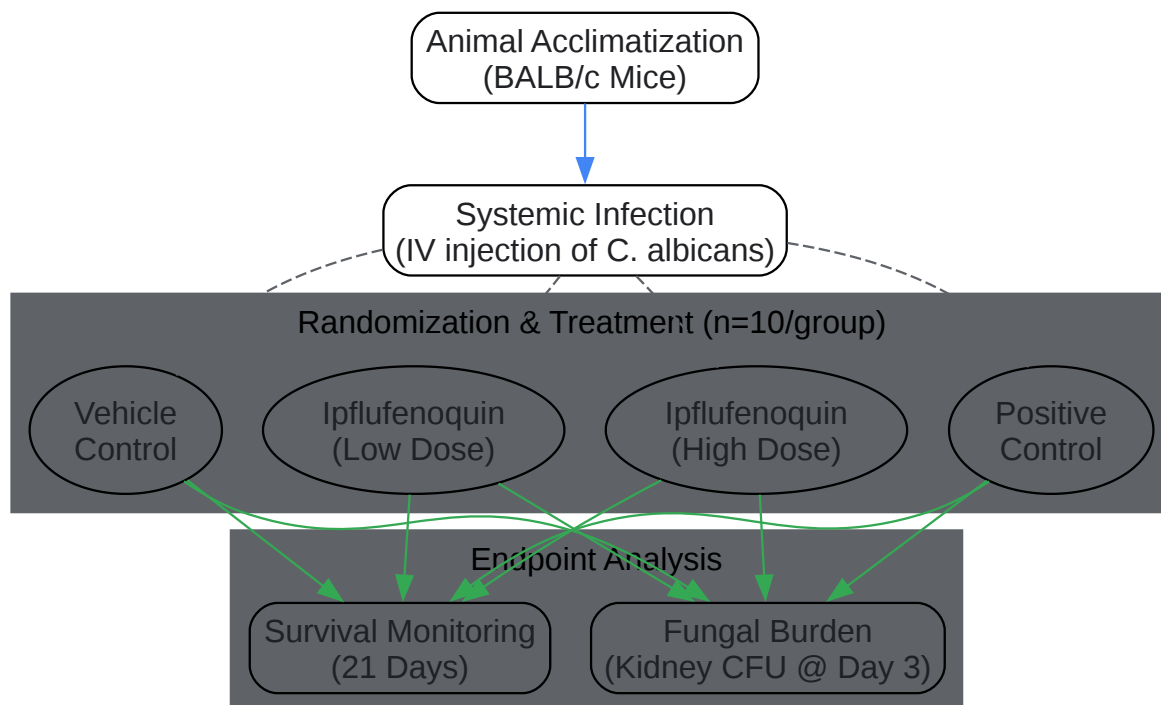 Animal Acclimatization
(BALB/c Mice)
Systemic Infection
(IV injection of C. albicans)
Randomization & Treatment (n=10/group)
Vehicle
Control
Ipflufenoquin
(Low Dose)
Ipflufenoquin
(High Dose)
Positive
Control
Endpoint Analysis
Survival Monitoring
(21 Days)
Fungal Burden
(Kidney CFU @ Day 3)